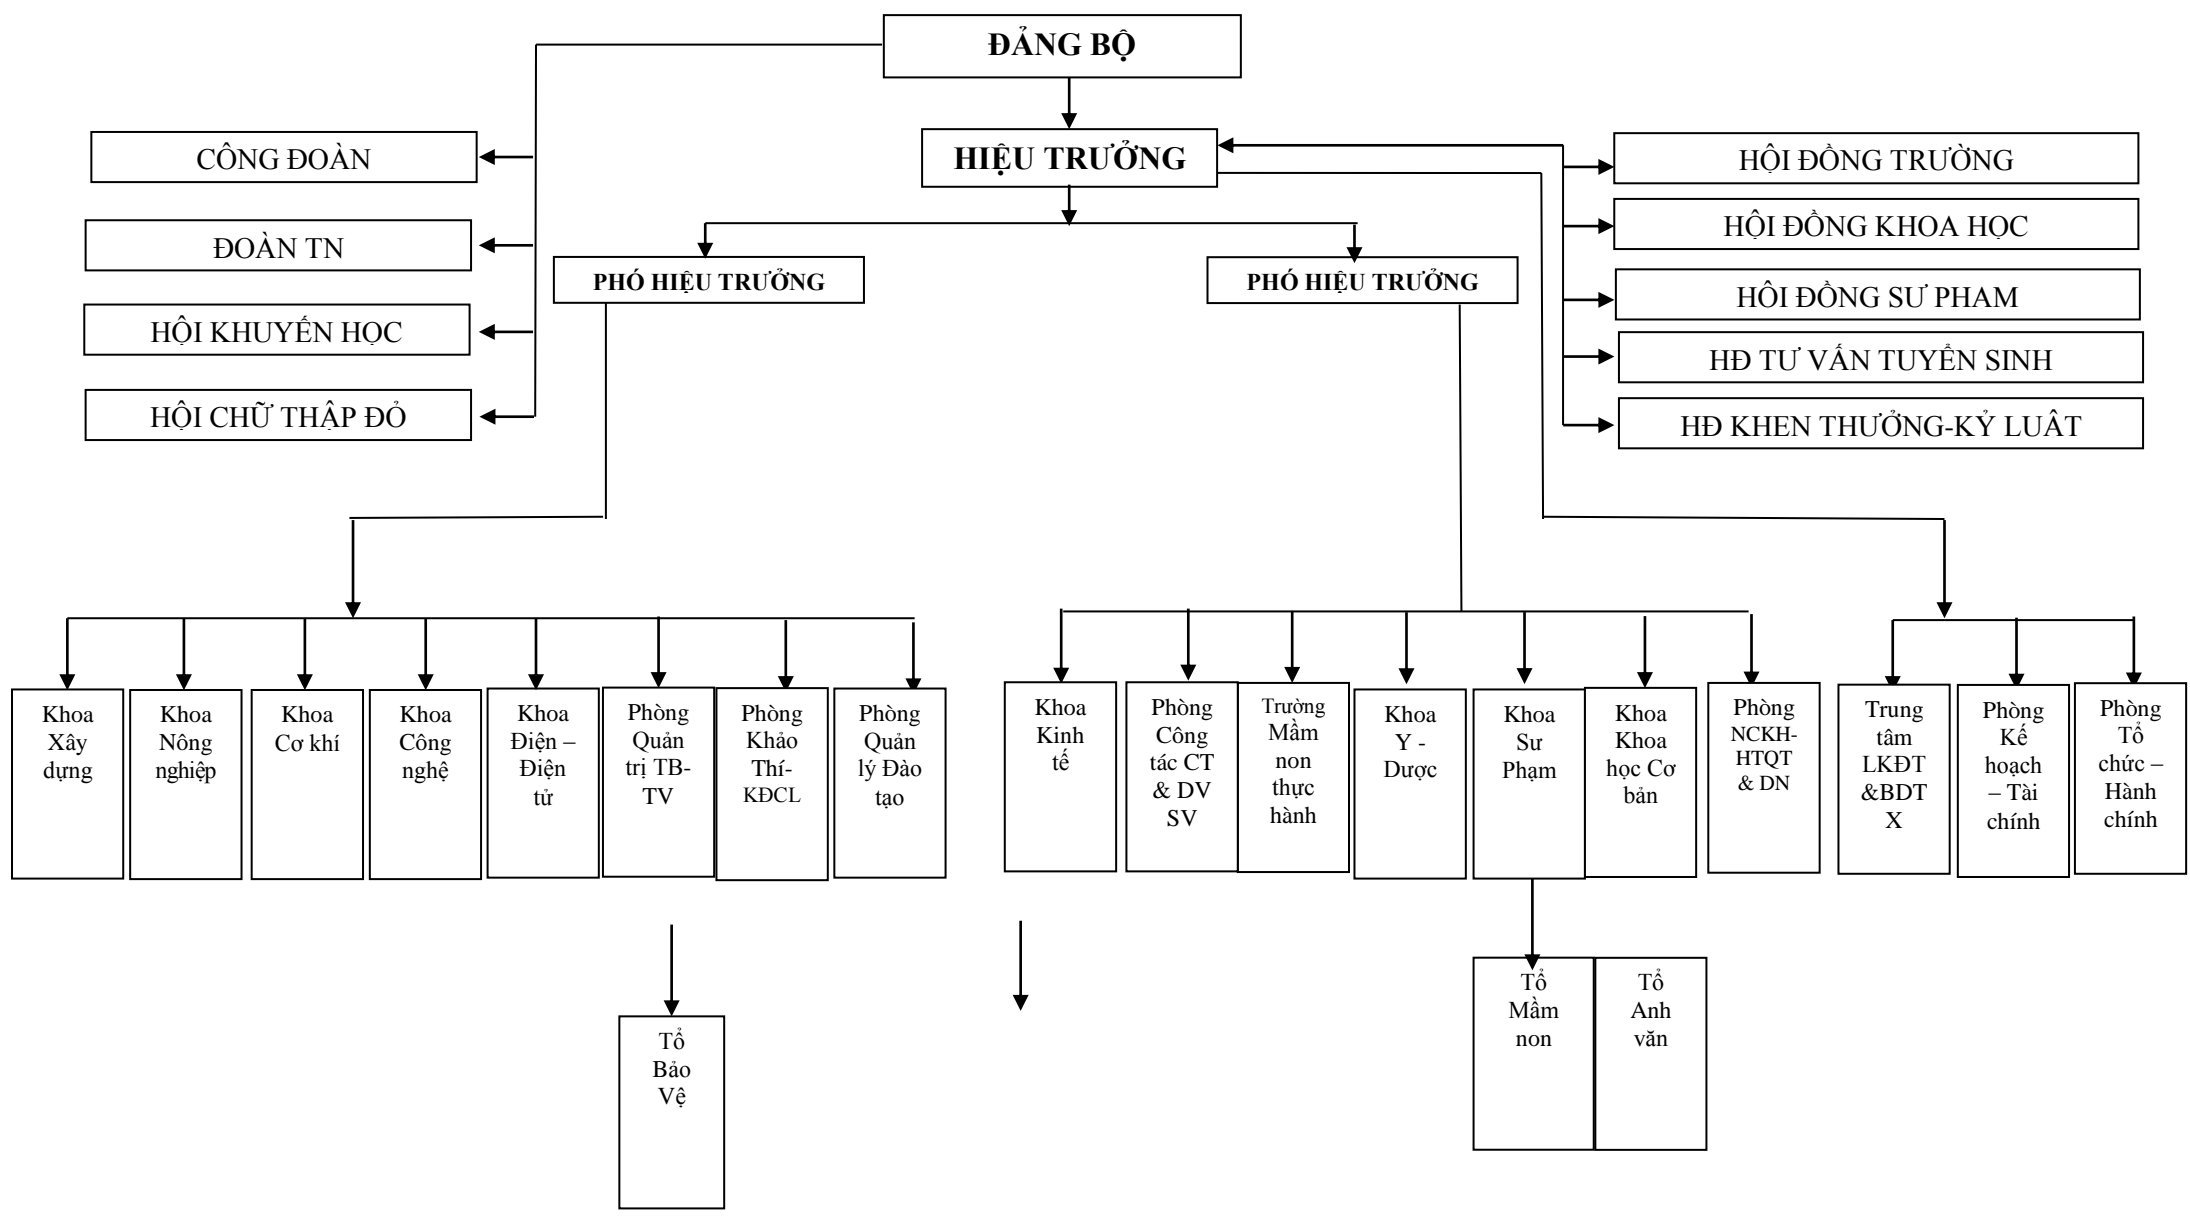 ĐẢNG BỘ
HIỆU TRƯỞNG
CÔNG ĐOÀN
ĐOÀN TN
HỘI KHUYẾN HỌC
HỘI CHỮ THẬP ĐỎ
PHÓ HIỆU TRƯỞNG
PHÓ HIỆU TRƯỞNG
HỘI ĐỒNG TRƯỜNG
HỘI ĐỒNG KHOA HỌC
HÔI ĐỒNG SƯ PHAM
HĐ TƯ VẤN TUYỂN SINH
HĐ KHEN THƯỞNG-KỶ LUÂT
Khoa
Xây
dựng
Khoa
Nông
nghiệp
Khoa
Cơ khí
Khoa
Công
nghệ
Khoa
Điện –
Điện
tử
Phòng
Quản
trị TB-
TV
Phòng
Khảo
Thí-
KĐCL
Phòng
Quản
lý Đào
tạo
Khoa
Kinh
tế
Phòng
Công
tác CT
& DV
SV
Trường
Mầm
non
thực
hành
Khoa
Y -
Dược
Khoa
Sư
Phạm
Khoa
Khoa
học Cơ
bản
Phòng
NCKH-
HTQT
& DN
Trung
tâm
LKĐT
&BDT
X
Phòng
Kế
hoạch
– Tài
chính
Phòng
Tổ
chức –
Hành
chính
Tổ
Bảo
Vệ
Tổ
Mầm
non
Tổ
Anh
văn